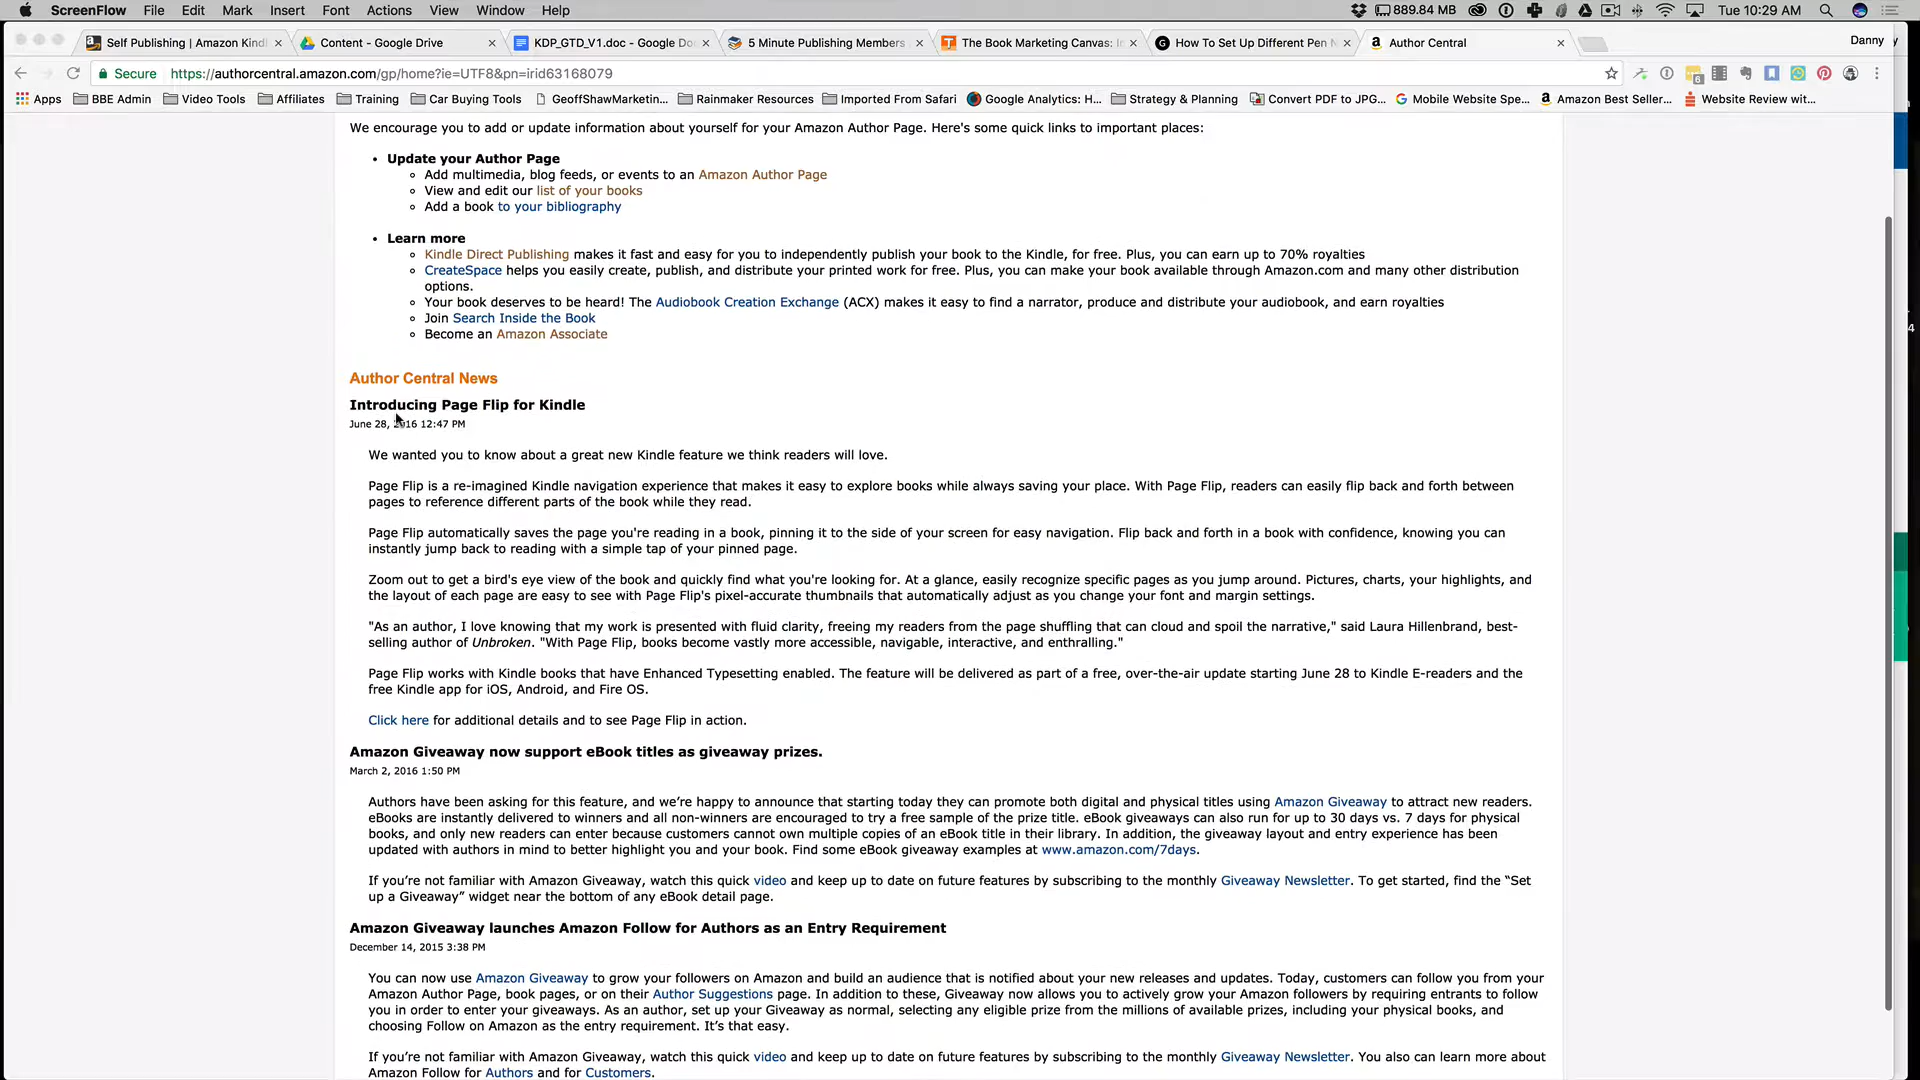 ScreenFlow File Edit Mark Insert Font Actions View Window Help 889.84 MB Tue 10:29 AM
Self Publishing | Amazon Kindl Content - Google Drive KDP_GTD_V1.doc - Google Do 5 Minute Publishing Members The Book Marketing Canvas: In How To Set Up Different Pen N Author Central Danny
Secure https://authorcentral.amazon.com/gp/home?ie=UTF8&pn=irid63168079
Apps BBE Admin Video Tools Affiliates Training Car Buying Tools GeoffShawMarketin... Rainmaker Resources Imported From Safari Google Analytics: H... Strategy & Planning Convert PDF to JPG... Mobile Website Spe... Amazon Best Seller... Website Review wit...
We encourage you to add or update information about yourself for your Amazon Author Page. Here's some quick links to important places:
• Update your Author Page
Add multimedia, blog feeds, or events to an Amazon Author Page
View and edit our list of your books
Add a book to your bibliography
• Learn more
Kindle Direct Publishing makes it fast and easy for you to independently publish your book to the Kindle, for free. Plus, you can earn up to 70% royalties
CreateSpace helps you easily create, publish, and distribute your printed work for free. Plus, you can make your book available through Amazon.com and many other distribution
options.
Your book deserves to be heard! The Audiobook Creation Exchange (ACX) makes it easy to find a narrator, produce and distribute your audiobook, and earn royalties
Join Search Inside the Book
Become an Amazon Associate
Author Central News
Introducing Page Flip for Kindle
June 28, 2016 12:47 PM
We wanted you to know about a great new Kindle feature we think readers will love.
Page Flip is a re-imagined Kindle navigation experience that makes it easy to explore books while always saving your place. With Page Flip, readers can easily flip back and forth between
pages to reference different parts of the book while they read.
Page Flip automatically saves the page you're reading in a book, pinning it to the side of your screen for easy navigation. Flip back and forth in a book with confidence, knowing you can
instantly jump back to reading with a simple tap of your pinned page.
Zoom out to get a bird's eye view of the book and quickly find what you're looking for. At a glance, easily recognize specific pages as you jump around. Pictures, charts, your highlights, and
the layout of each page are easy to see with Page Flip's pixel-accurate thumbnails that automatically adjust as you change your font and margin settings.
"As an author, I love knowing that my work is presented with fluid clarity, freeing my readers from the page shuffling that can cloud and spoil the narrative," said Laura Hillenbrand, best-
selling author of Unbroken. "With Page Flip, books become vastly more accessible, navigable, interactive, and enthralling."
Page Flip works with Kindle books that have Enhanced Typesetting enabled. The feature will be delivered as part of a free, over-the-air update starting June 28 to Kindle E-readers and the
free Kindle app for iOS, Android, and Fire OS.
Click here for additional details and to see Page Flip in action.
Amazon Giveaway now support eBook titles as giveaway prizes.
March 2, 2016 1:50 PM
Authors have been asking for this feature, and we're happy to announce that starting today they can promote both digital and physical titles using Amazon Giveaway to attract new readers.
eBooks are instantly delivered to winners and all non-winners are encouraged to try a free sample of the prize title. eBook giveaways can also run for up to 30 days vs. 7 days for physical
books, and only new readers can enter because customers cannot own multiple copies of an eBook title in their library. In addition, the giveaway layout and entry experience has been
updated with authors in mind to better highlight you and your book. Find some eBook giveaway examples at www.amazon.com/7days.
If you're not familiar with Amazon Giveaway, watch this quick video and keep up to date on future features by subscribing to the monthly Giveaway Newsletter. To get started, find the "Set
up a Giveaway" widget near the bottom of any eBook detail page.
Amazon Giveaway launches Amazon Follow for Authors as an Entry Requirement
December 14, 2015 3:38 PM
You can now use Amazon Giveaway to grow your followers on Amazon and build an audience that is notified about your new releases and updates. Today, customers can follow you from your
Amazon Author Page, book pages, or on their Author Suggestions page. In addition to these, Giveaway now allows you to actively grow your Amazon followers by requiring entrants to follow
you in order to enter your giveaways. As an author, set up your Giveaway as normal, selecting any eligible prize from the millions of available prizes, including your physical books, and
choosing Follow on Amazon as the entry requirement. It's that easy.
If you're not familiar with Amazon Giveaway, watch this quick video and keep up to date on future features by subscribing to the monthly Giveaway Newsletter. You also can learn more about
Amazon Follow for Authors and for Customers.